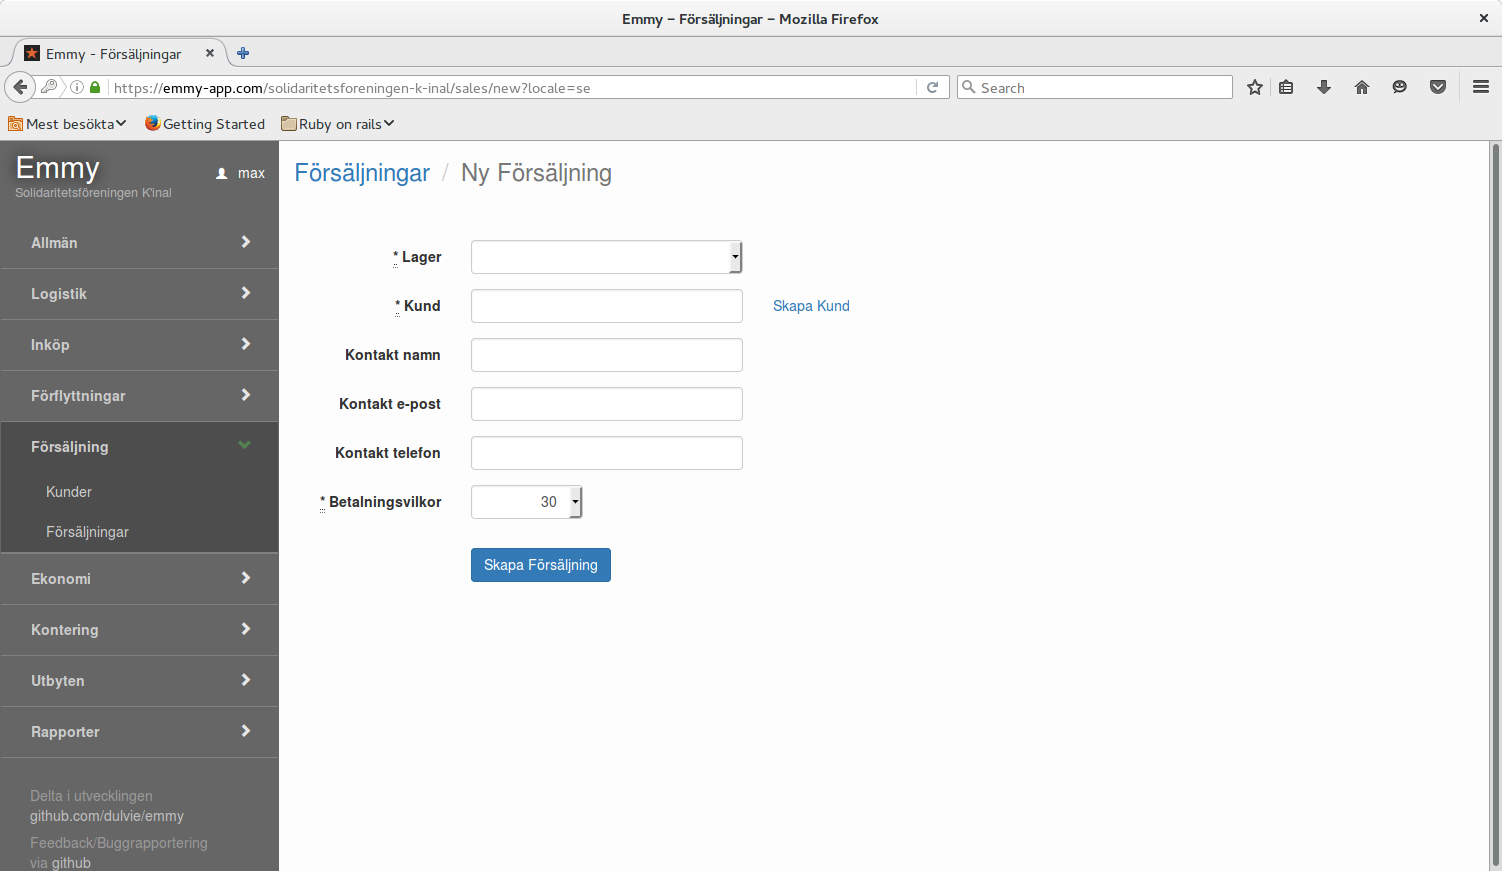 Emmy – Försäljningar – Mozilla Firefox
Emmy - Försäljningar
https://emmy-app.com/solidaritetsforeningen-k-inal/sales/new?locale=se
Search
Mest besökta
Getting Started
Ruby on rails
Emmy
max
Solidaritetsföreningen K'inal
Allmän
Logistik
Inköp
Förflyttningar
Försäljning
Kunder
Försäljningar
Ekonomi
Kontering
Utbyten
Rapporter
Delta i utvecklingen
github.com/dulvie/emmy
Feedback/Buggrapportering
via github
Försäljningar / Ny Försäljning
* Lager
* Kund
Skapa Kund
Kontakt namn
Kontakt e-post
Kontakt telefon
* Betalningsvilkor
30
Skapa Försäljning